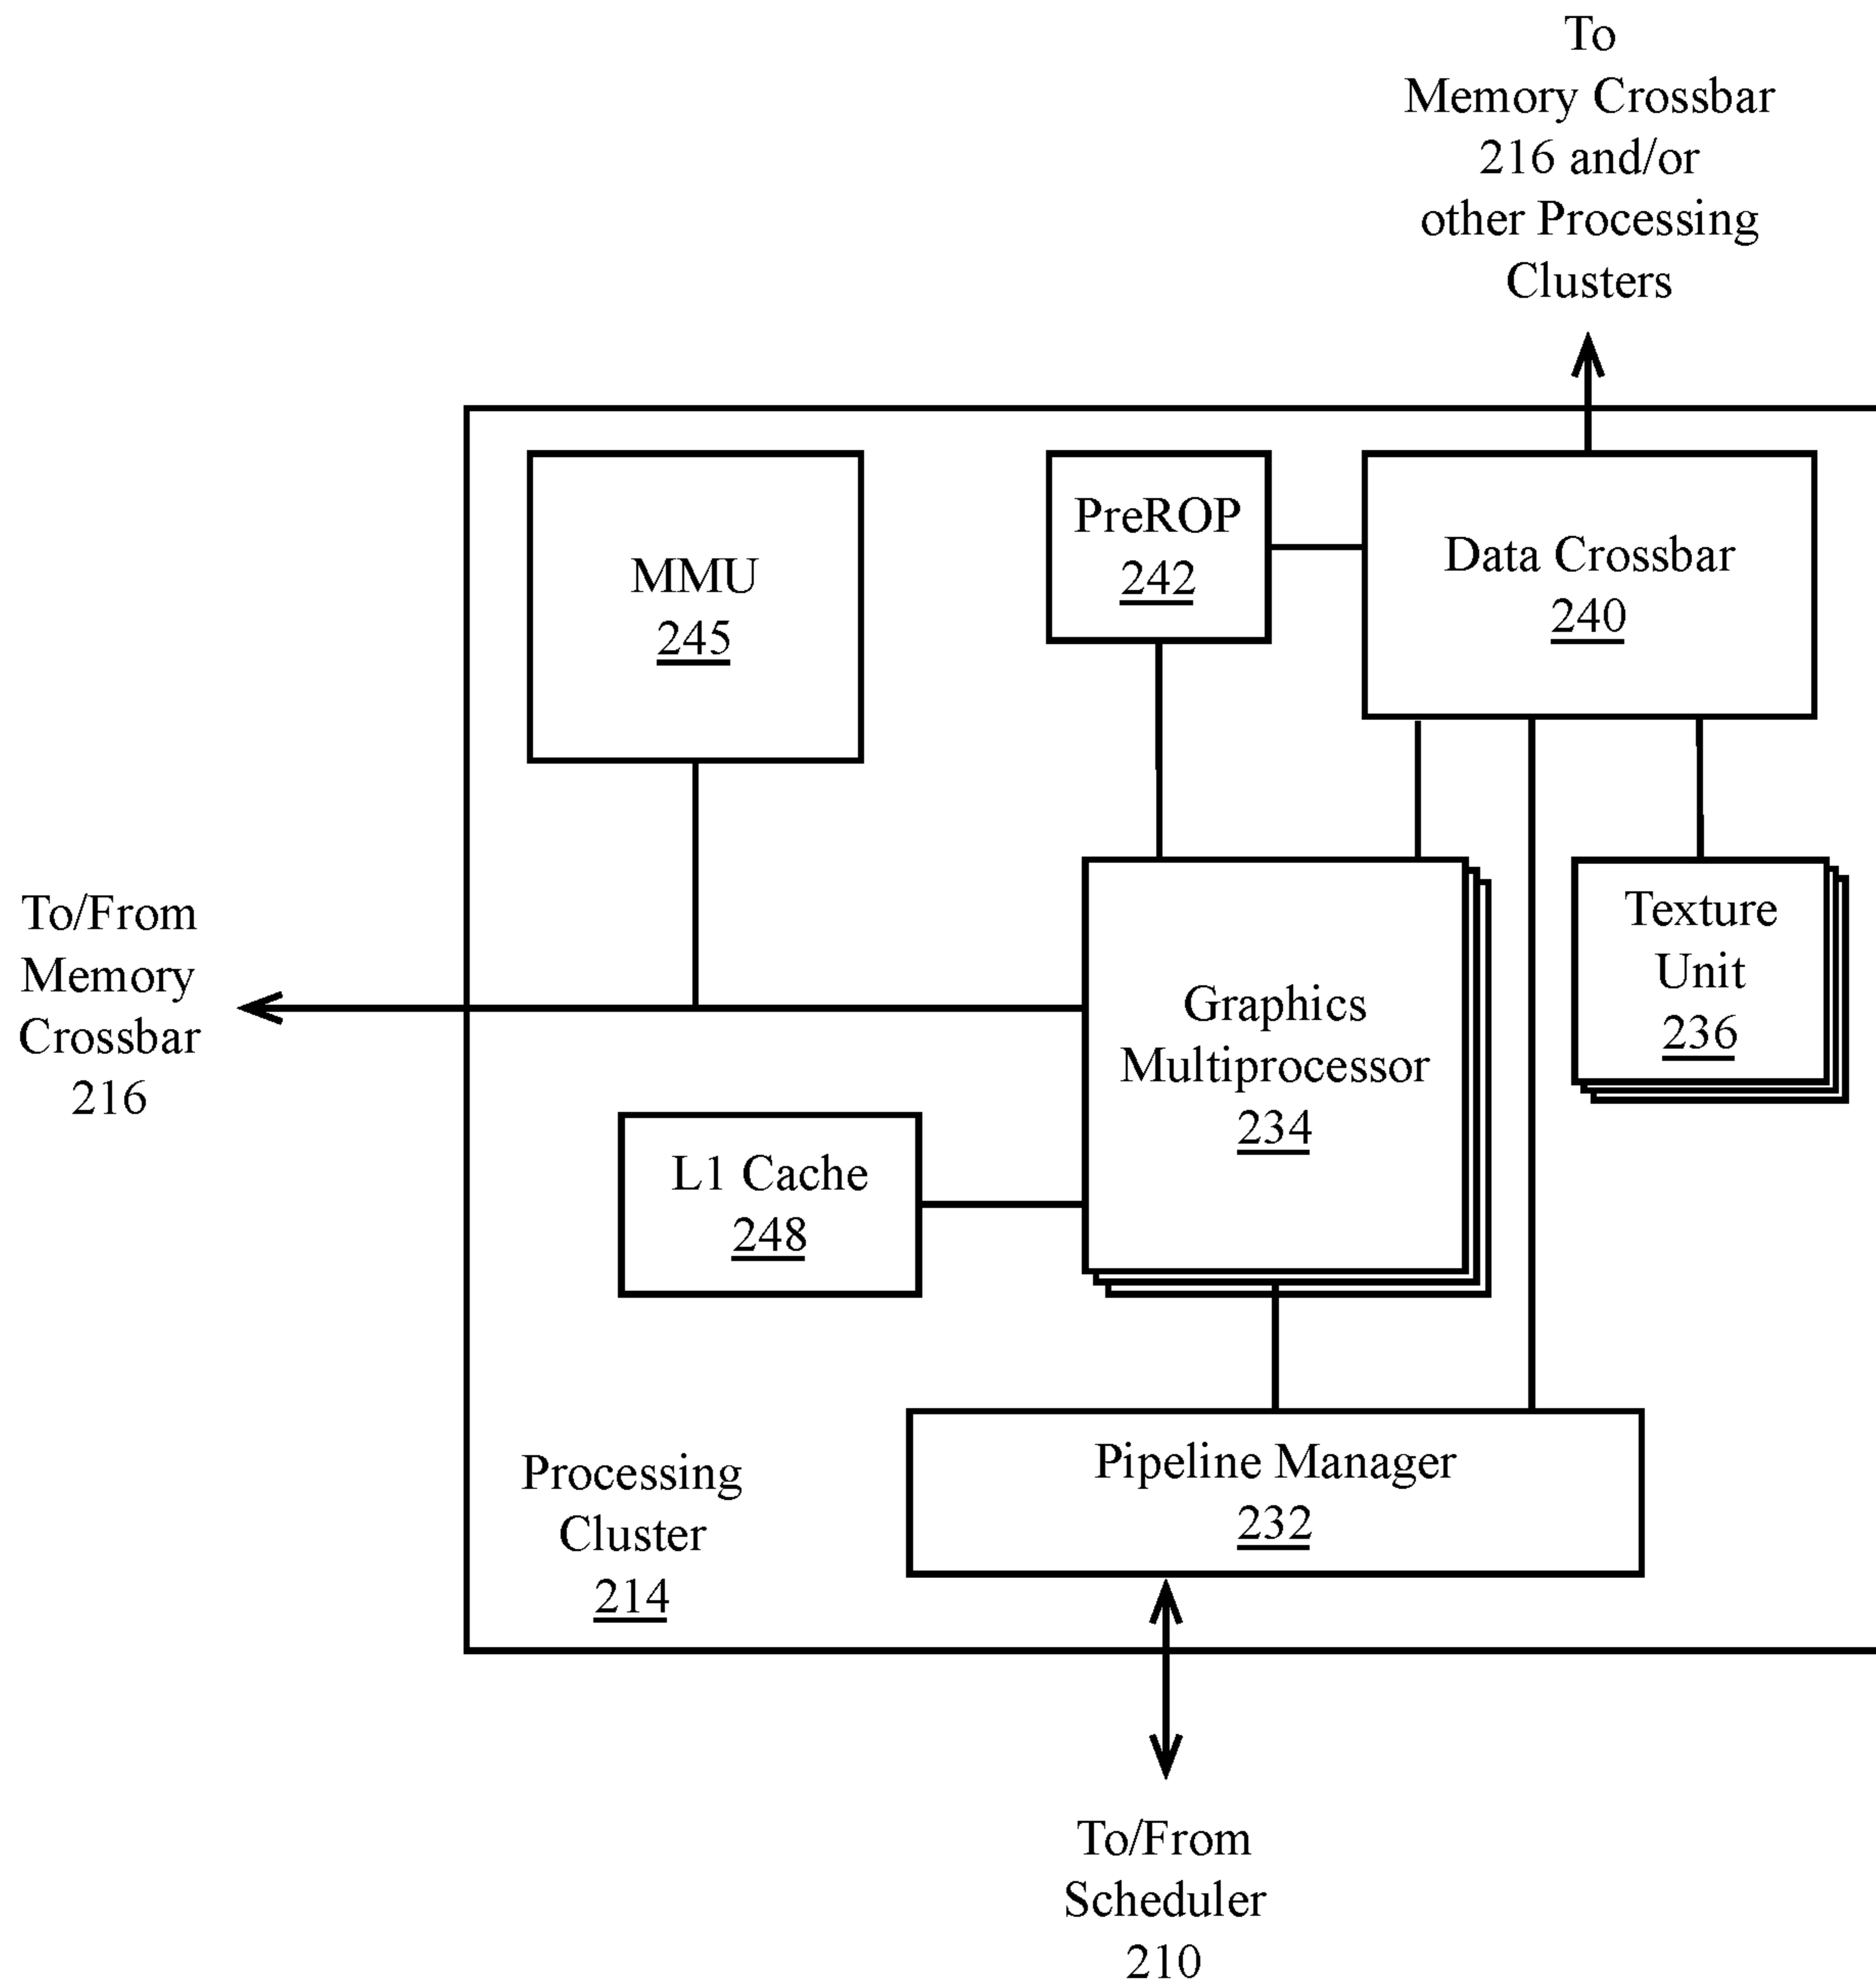 To
Memory Crossbar
216 and/or
other Processing
Clusters
MMU
245
PreROP
242
Data Crossbar
240
To/From
Memory
Crossbar
216
Graphics
Multiprocessor
234
Texture
Unit
236
L1 Cache
248
Processing
Cluster
214
Pipeline Manager
232
To/From
Scheduler
210